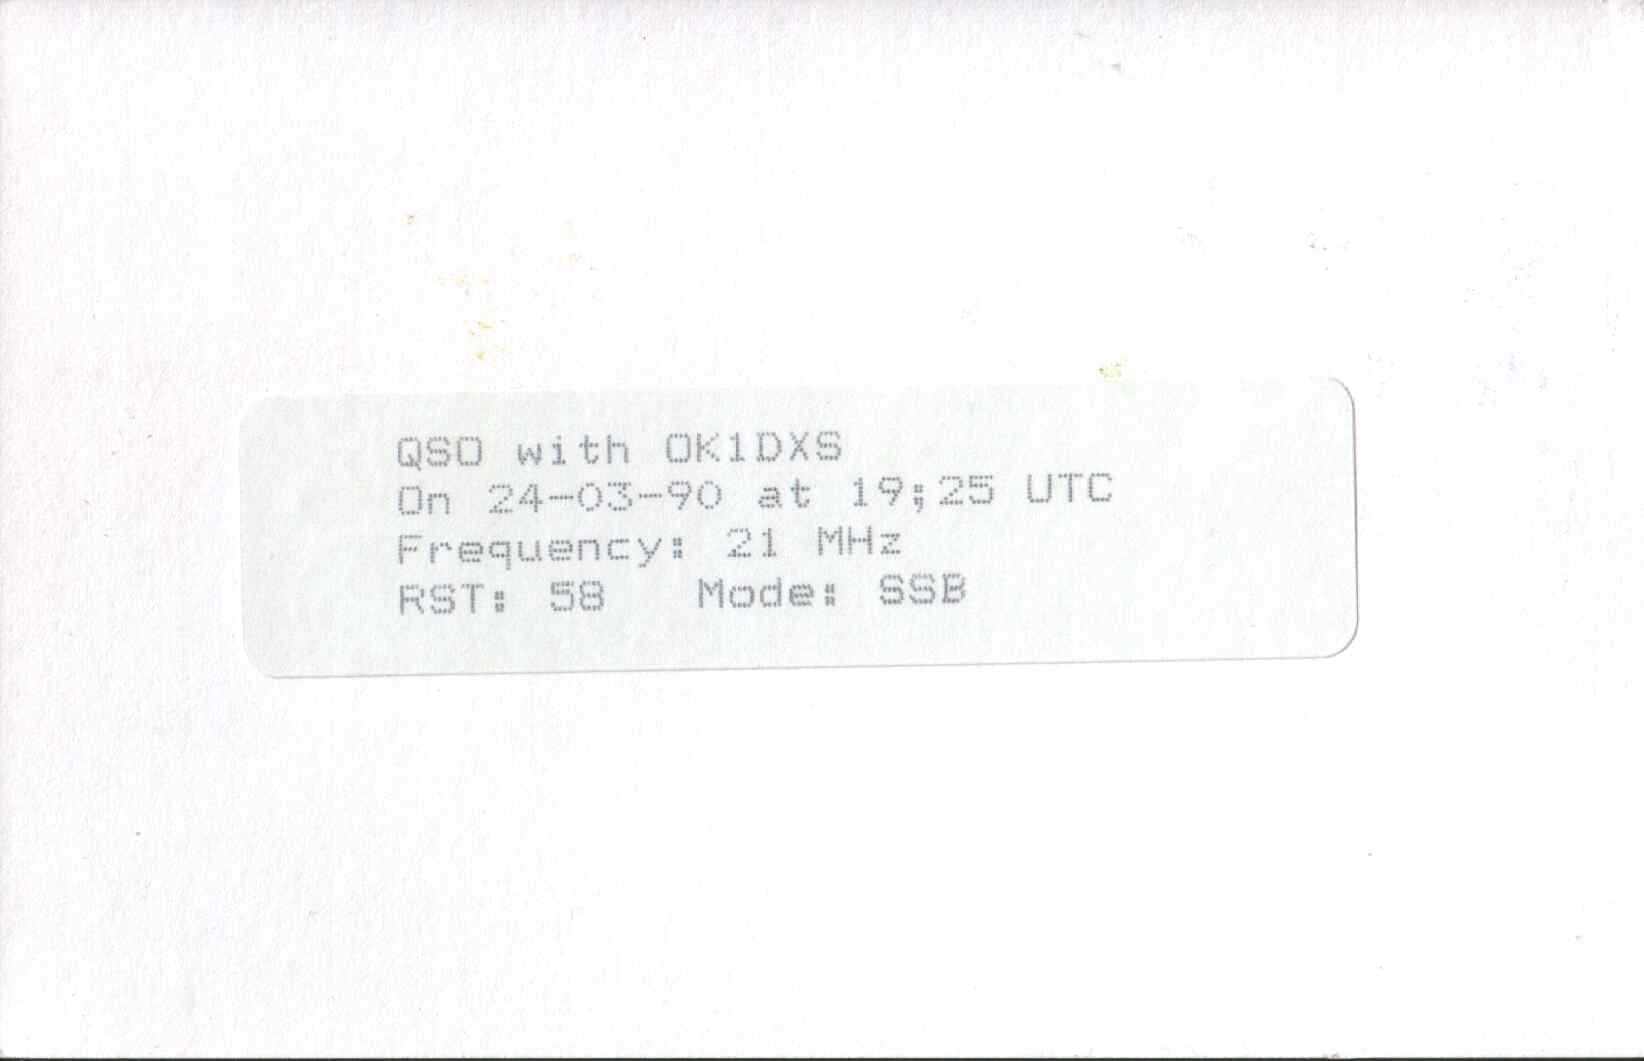 QSO with OK1DXS
On 24-03-90 at 19;25 UTC
Frequency: 21 MHz
RST: 58 Mode: SSB